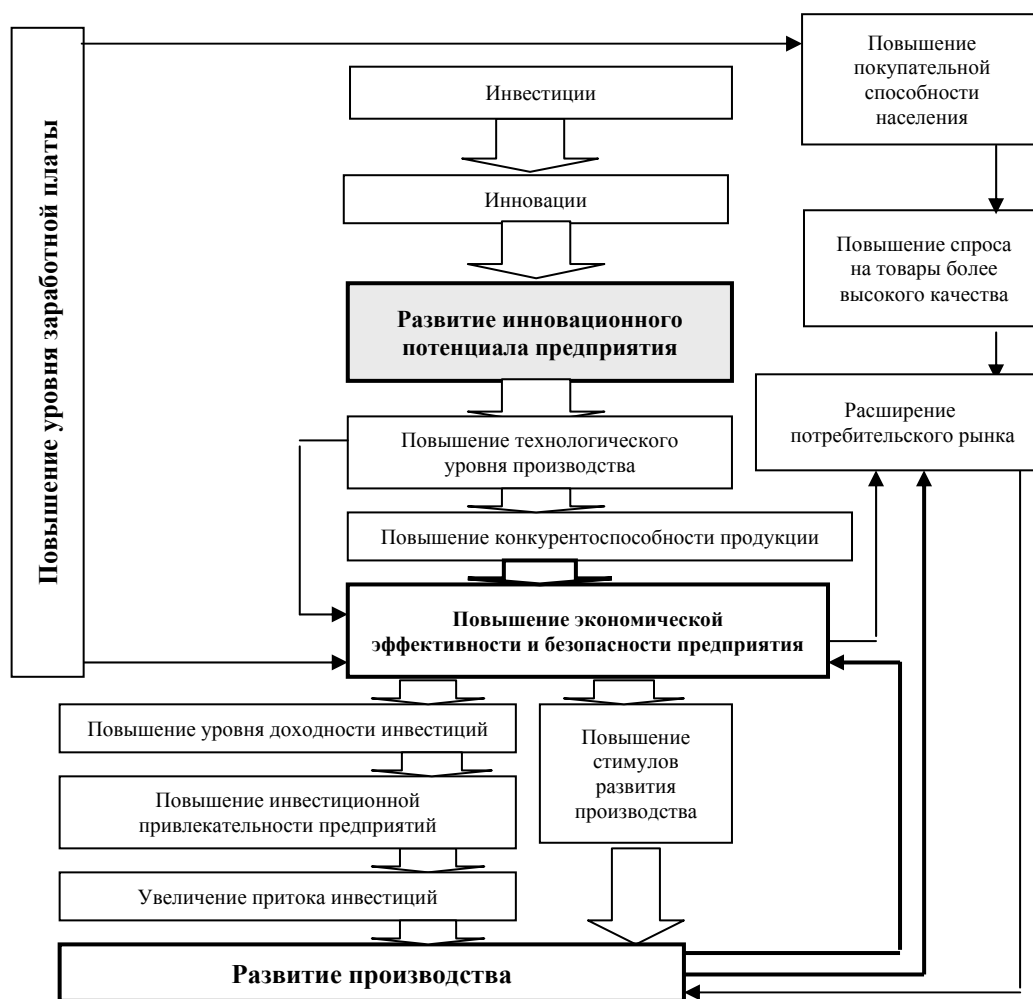 Повышение уровня заработной платы
Повышение
покупательной
способности
населения
Инвестиции
Инновации
Повышение спроса
на товары более
высокого качества
Развитие инновационного
потенциала предприятия
Расширение
потребительского рынка
Повышение технологического
уровня производства
Повышение конкурентоспособности продукции
Повышение экономической
эффективности и безопасности предприятия
Повышение уровня доходности инвестиций
Повышение
стимулов
развития
производства
Повышение инвестиционной
привлекательности предприятий
Увеличение притока инвестиций
Развитие производства